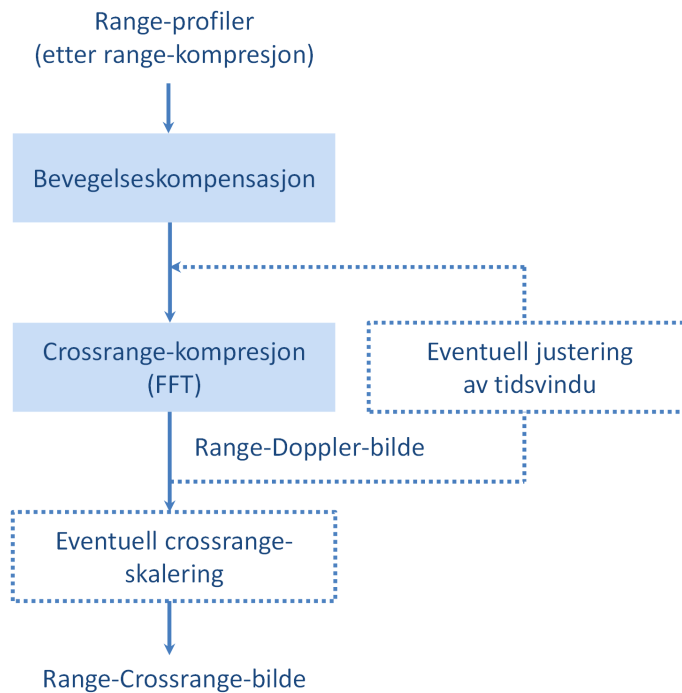 Range-profiler
(etter range-kompresjon)
Bevegelseskompensasjon
Crossrange-kompresjon
(FFT)
Eventuell justering
av tidsvindu
Range-Doppler-bilde
Eventuell crossrange-
skalering
Range-Crossrange-bilde